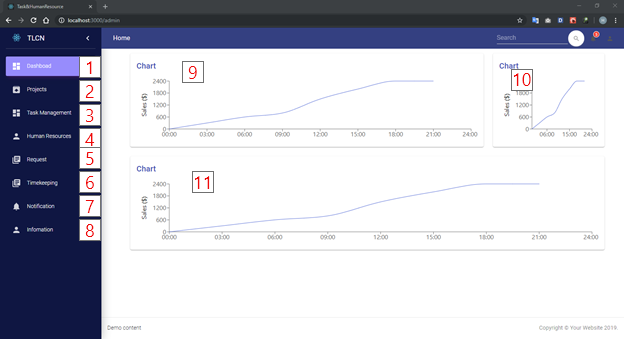 Task&HumanResource
localhost:3000/admin
TLCN
Home
Search
Dashboad 1
Projects 2
Task Management 3
Human Resources 4
Request 5
Timekeeping 6
Notification 7
Infomation 8
Chart
9
Sales ($)
2400
1800
1200
600
0
00:00 03:00 06:00 09:00 12:00 15:00 18:00 21:00 24:00
Chart
10
Sales ($)
2400
1800
1200
600
0
06:00 15:00 24:00
Chart
11
Sales ($)
2400
1800
1200
600
0
00:00 03:00 06:00 09:00 12:00 15:00 18:00 21:00 24:00
Demo content
Copyright © Your Website 2019.